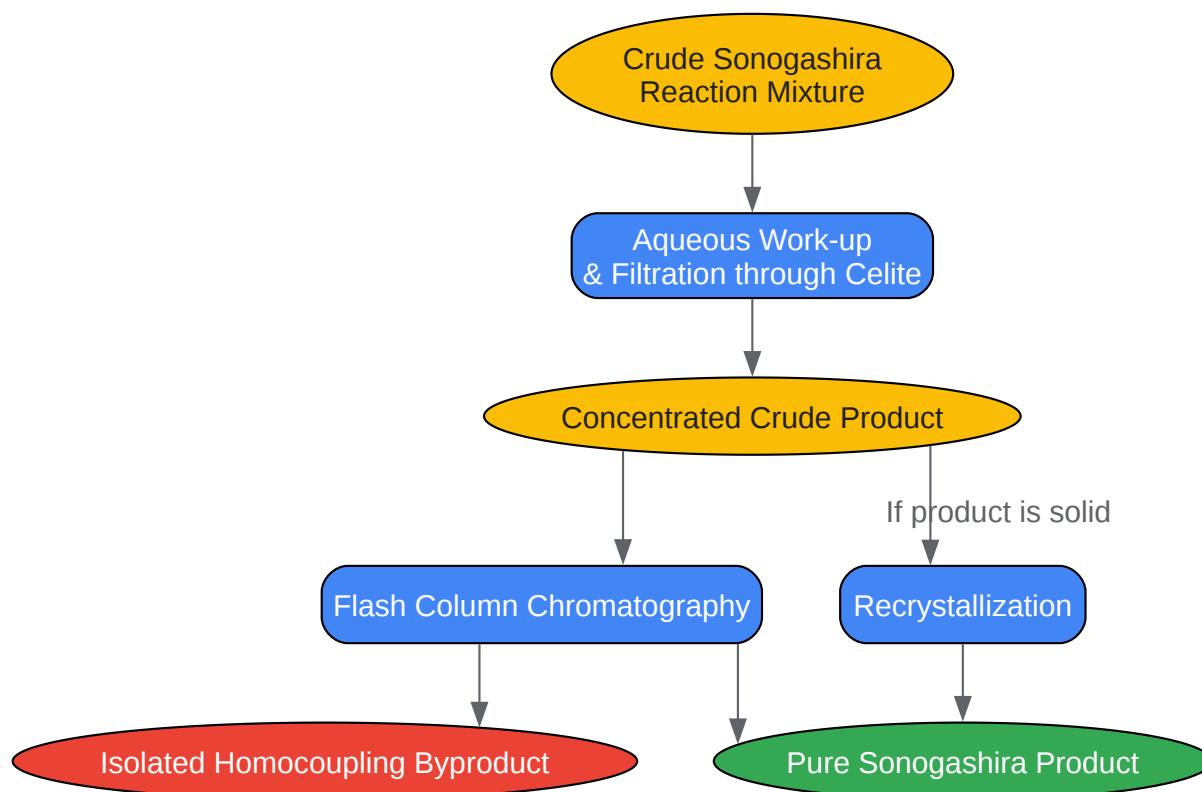 Crude Sonogashira
Reaction Mixture
Aqueous Work-up
& Filtration through Celite
Concentrated Crude Product
If product is solid
Flash Column Chromatography
Recrystallization
Isolated Homocoupling Byproduct
Pure Sonogashira Product